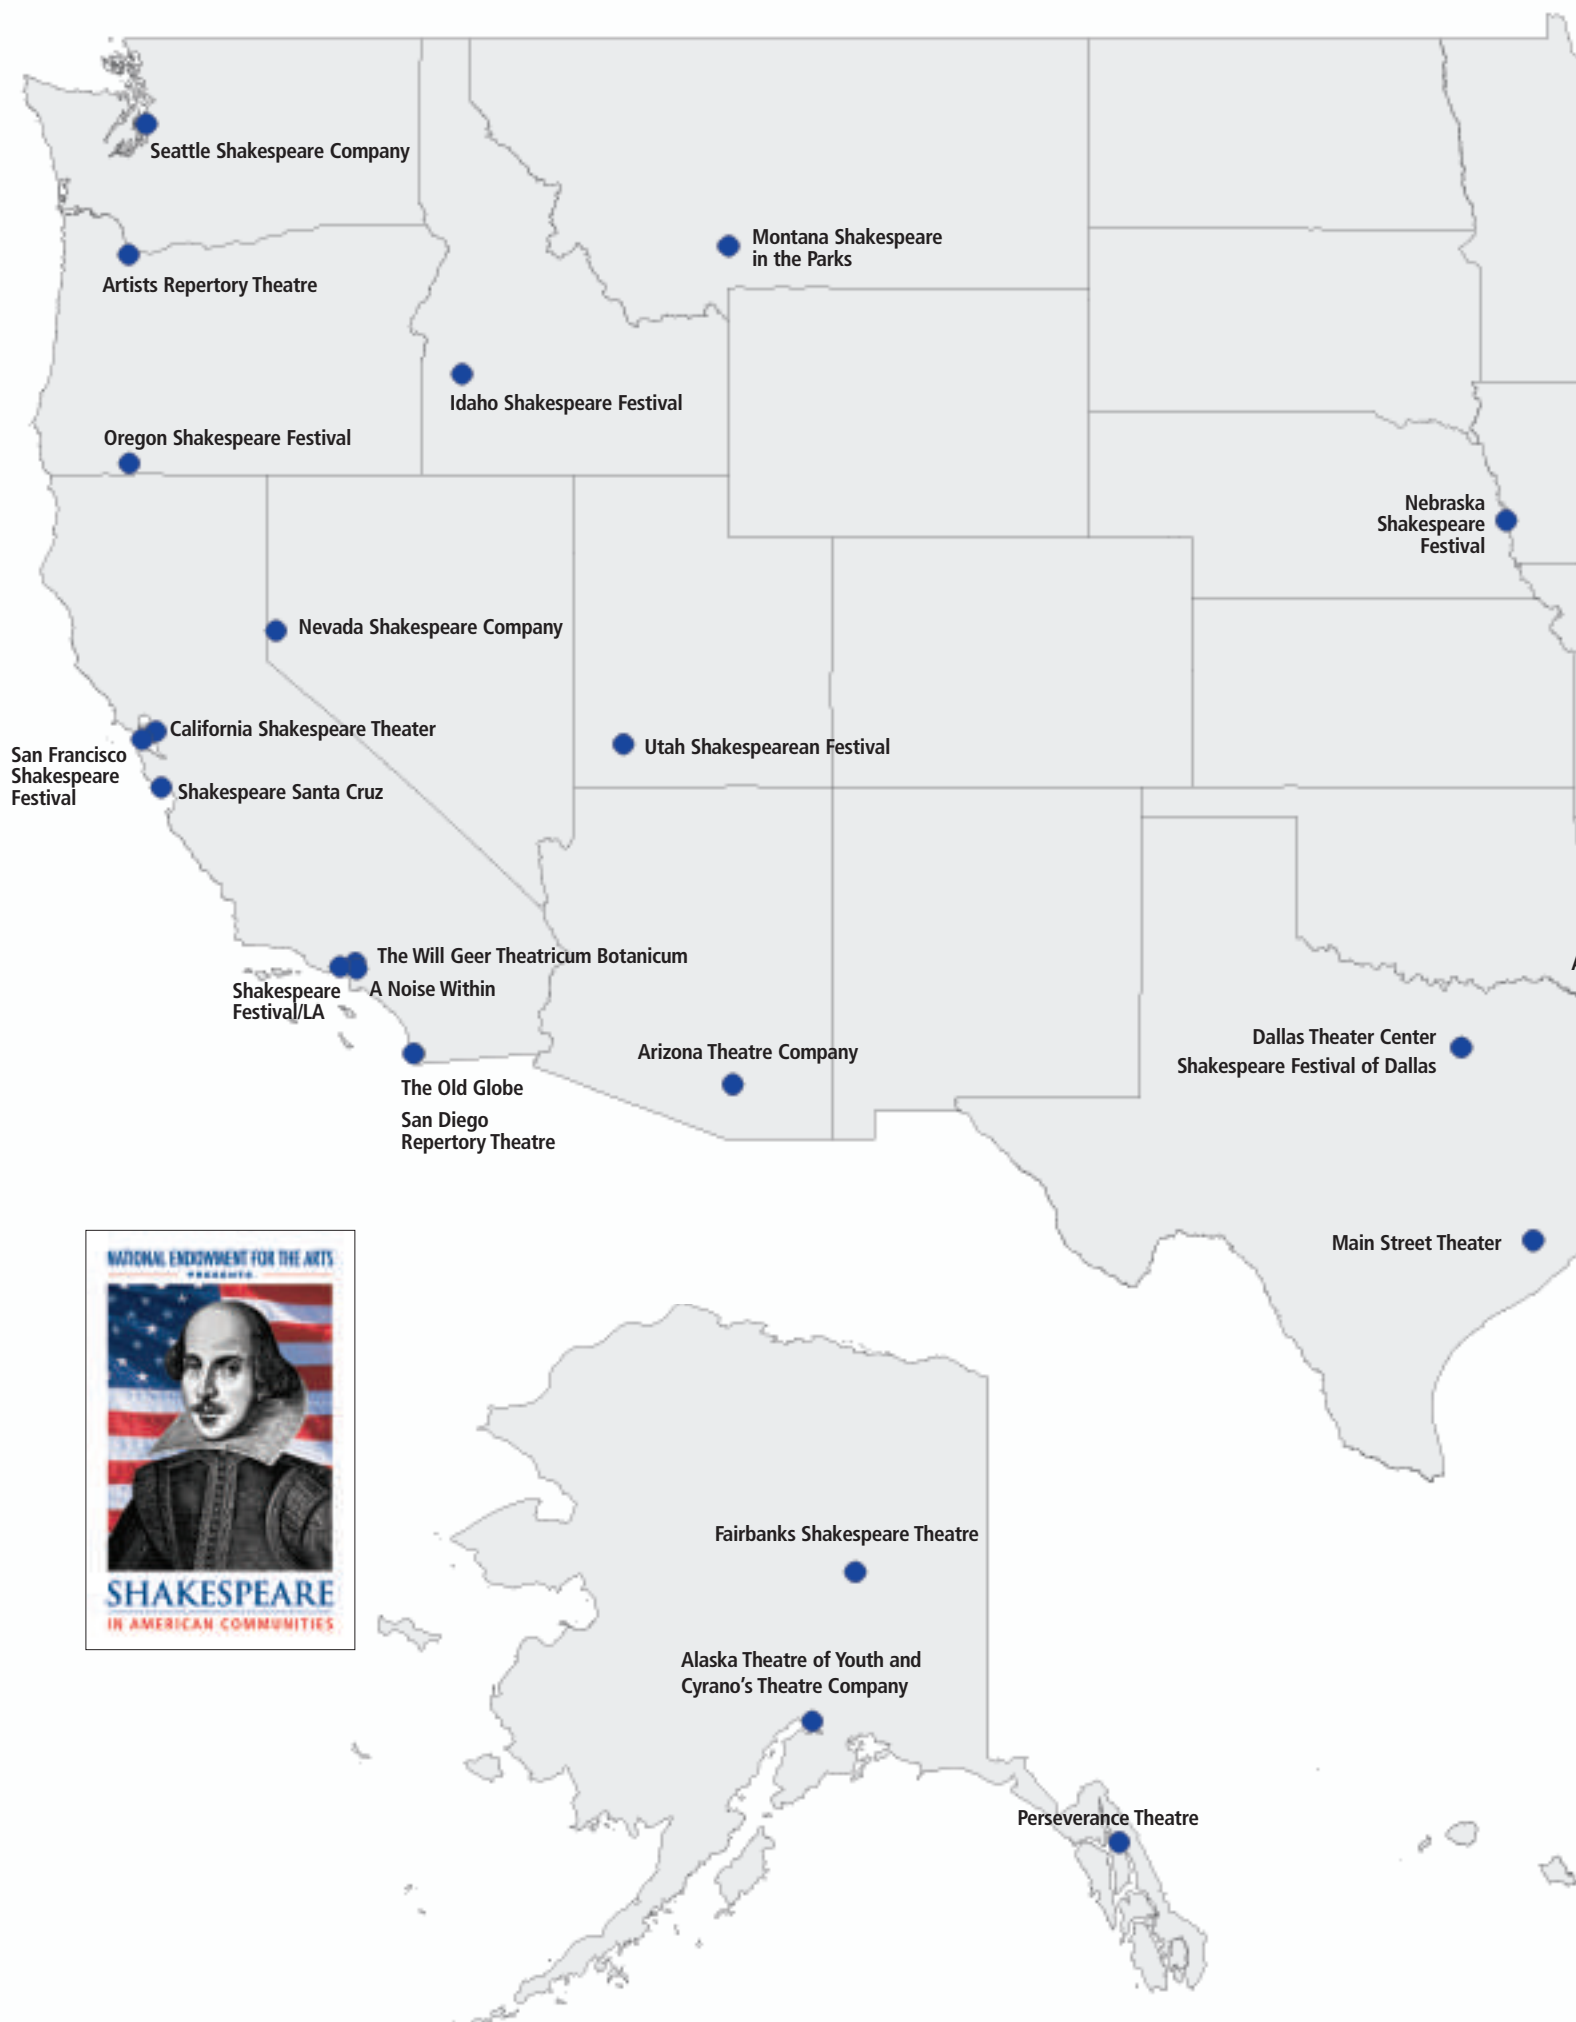 Seattle Shakespeare Company
Montana Shakespeare
in the Parks
Artists Repertory Theatre
Idaho Shakespeare Festival
Oregon Shakespeare Festival
Nebraska
Shakespeare
Festival
Nevada Shakespeare Company
California Shakespeare Theater
San Francisco
Shakespeare
Festival
Utah Shakespearean Festival
Shakespeare Santa Cruz
The Will Geer Theatricum Botanicum
A Noise Within
Shakespeare
Festival/LA
A
Dallas Theater Center
Shakespeare Festival of Dallas
Arizona Theatre Company
The Old Globe
San Diego
Repertory Theatre
Main Street Theater
NATIONAL ENDOWMENT FOR THE ARTS
PRESENTS
SHAKESPEARE
IN AMERICAN COMMUNITIES
Fairbanks Shakespeare Theatre
Alaska Theatre of Youth and
Cyrano's Theatre Company
Perseverance Theatre